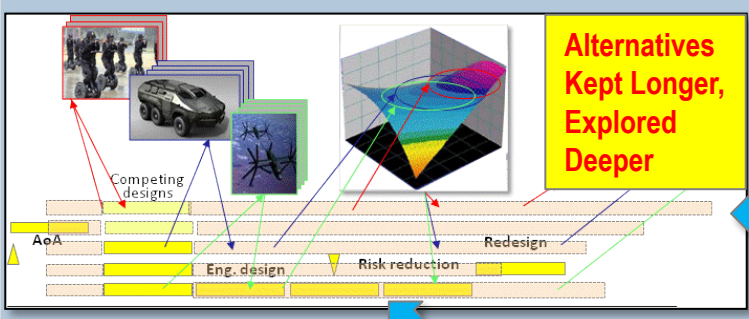 Alternatives
Kept Longer,
Explored
Deeper
Competing
designs
AoA
Redesign
Eng. design
Risk reduction